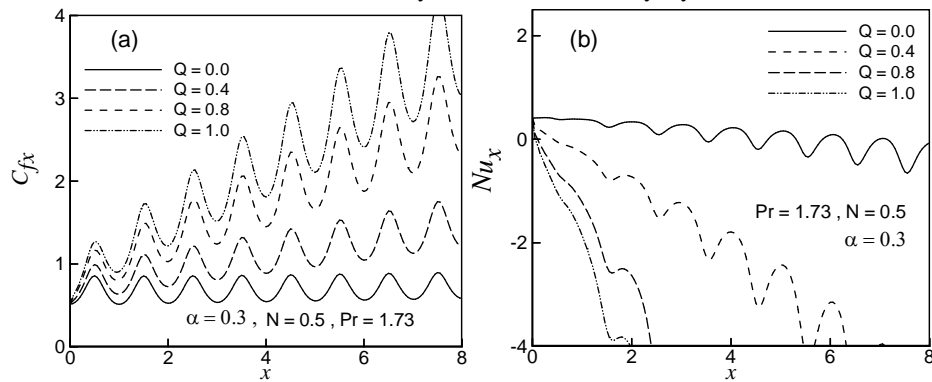 (a)
Q = 0.0
Q = 0.4
Q = 0.8
Q = 1.0
4
3
2
1
0
C_{fx}
α = 0.3 , N = 0.5 , Pr = 1.73
0 2 4 6 8
x
(b)
Q = 0.0
Q = 0.4
Q = 0.8
Q = 1.0
2
0
-2
-4
Nu_x
Pr = 1.73 , N = 0.5
α = 0.3
0 2 4 6 8
x